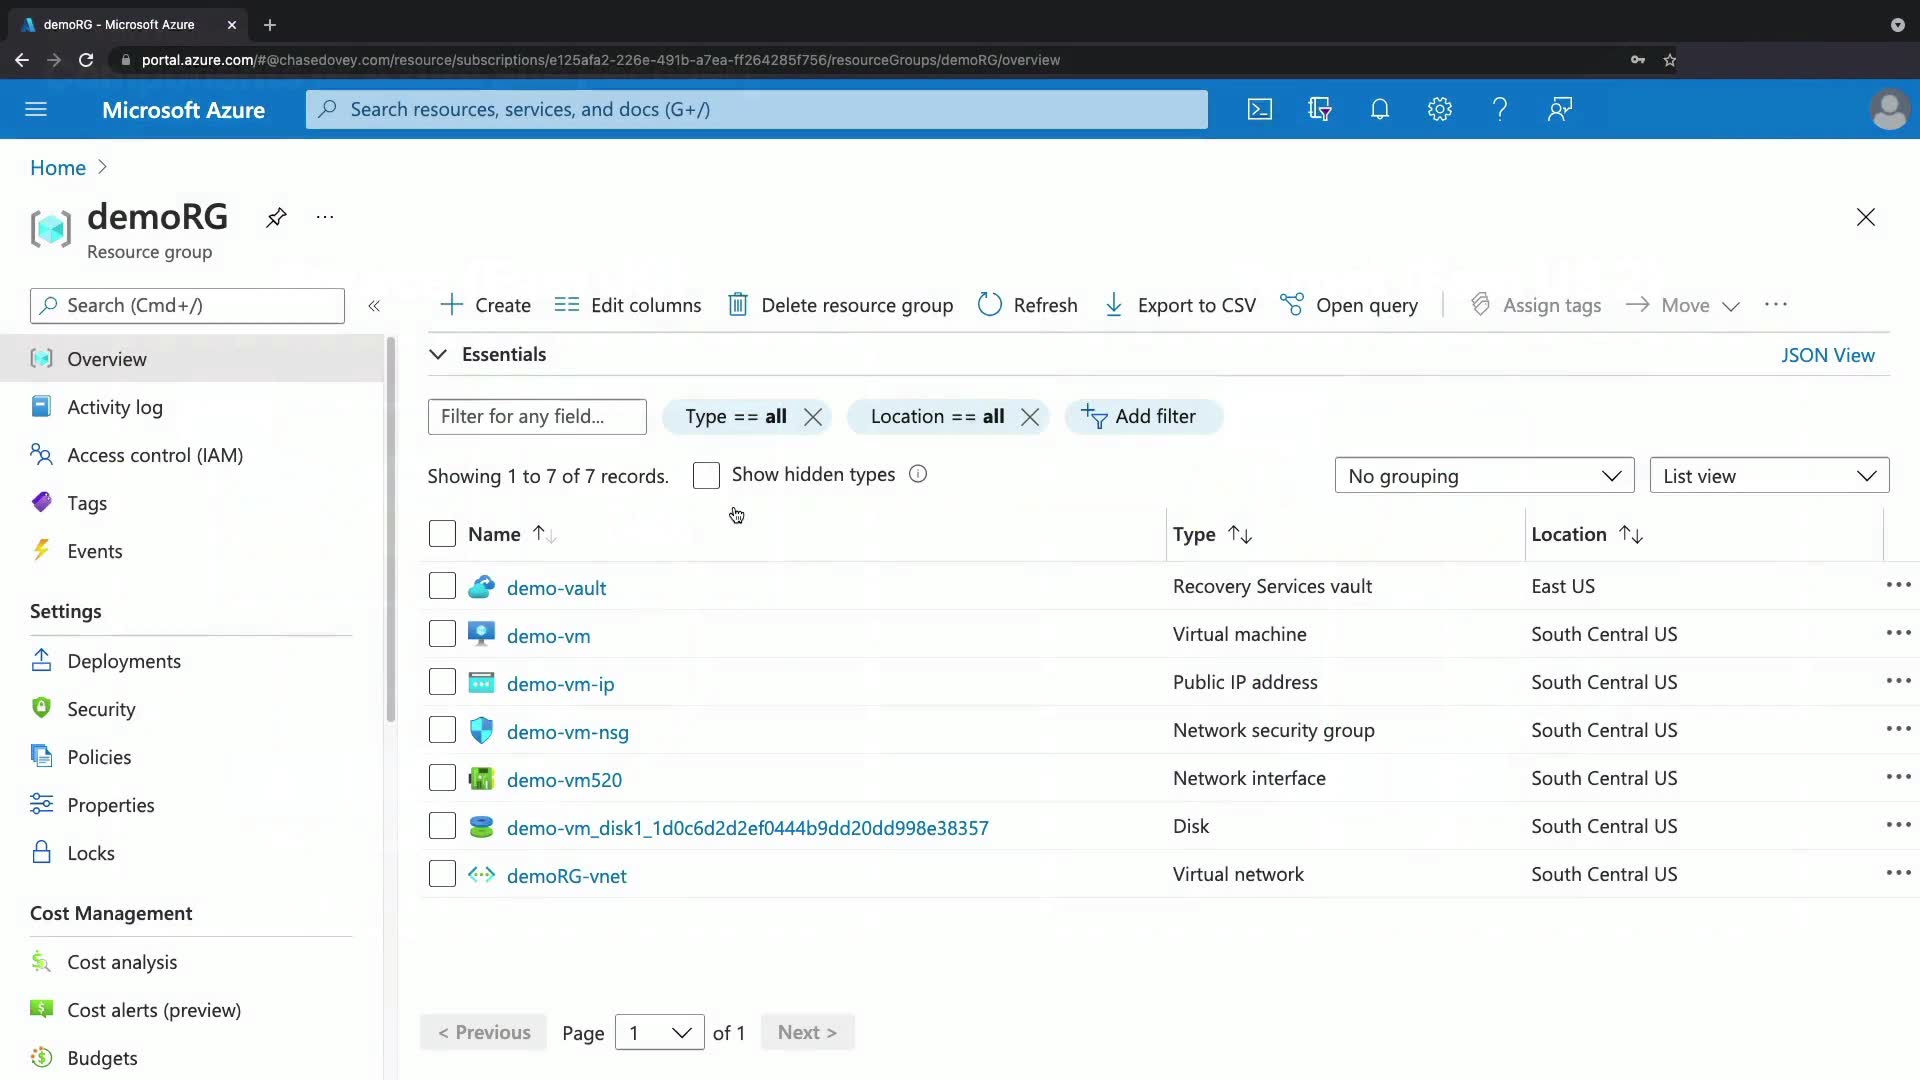 demoRG - Microsoft Azure
portal.azure.com/#@chasedovey.com/resource/subscriptions/e125afa2-226e-491b-a7ea-ff264285f756/resourceGroups/demoRG/overview
Microsoft Azure
Search resources, services, and docs (G+/)
Home
demoRG
Resource group
Search (Cmd+/)
Create Edit columns Delete resource group Refresh Export to CSV Open query Assign tags Move
Overview
Essentials JSON View
Activity log
Filter for any field... Type == all Location == all Add filter
Access control (IAM)
Showing 1 to 7 of 7 records. Show hidden types No grouping List view
Tags
Name Type Location
Events
demo-vault Recovery Services vault East US
Settings
demo-vm Virtual machine South Central US
Deployments
demo-vm-ip Public IP address South Central US
Security
demo-vm-nsg Network security group South Central US
Policies
demo-vm520 Network interface South Central US
Properties
demo-vm_disk1_1d0c6d2d2ef0444b9dd20dd998e38357 Disk South Central US
Locks
demoRG-vnet Virtual network South Central US
Cost Management
Cost analysis
Cost alerts (preview)
< Previous Page 1 of 1 Next >
Budgets